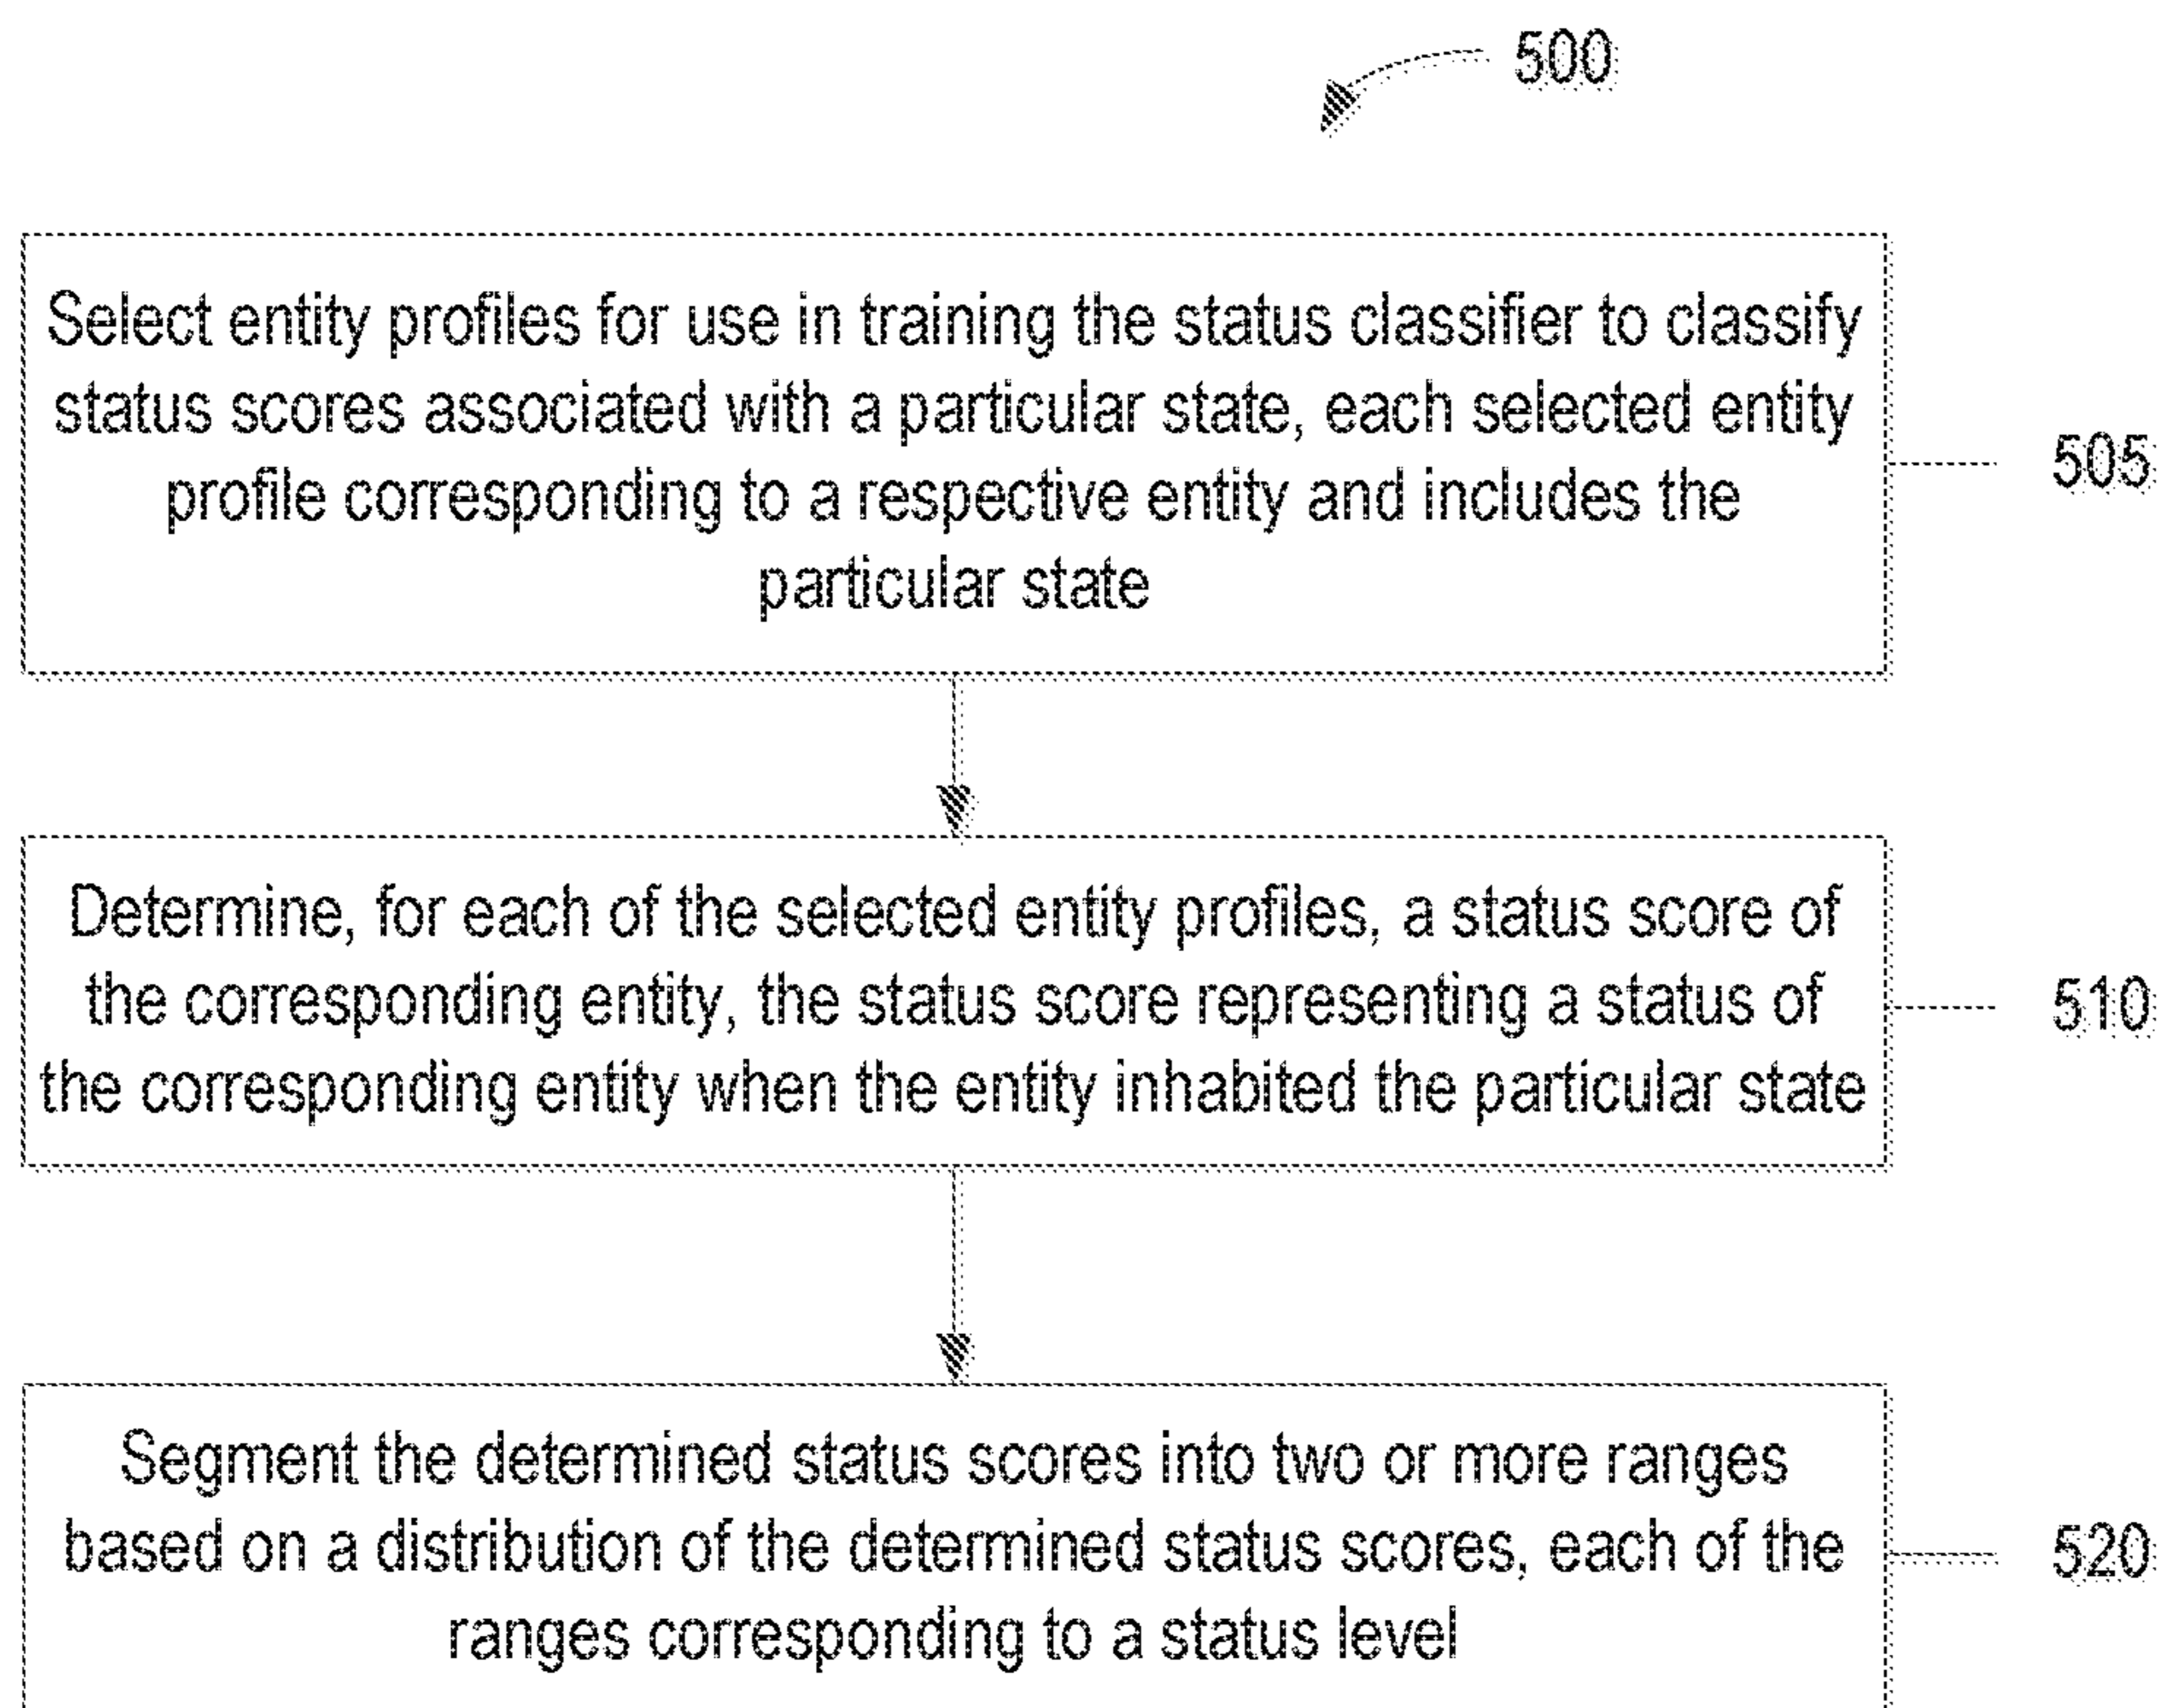 500
Select entity profiles for use in training the status classifier to classify
status scores associated with a particular state, each selected entity
profile corresponding to a respective entity and includes the
particular state
505
Determine, for each of the selected entity profiles, a status score of
the corresponding entity, the status score representing a status of
the corresponding entity when the entity inhabited the particular state
510
Segment the determined status scores into two or more ranges
based on a distribution of the determined status scores, each of the
ranges corresponding to a status level
520